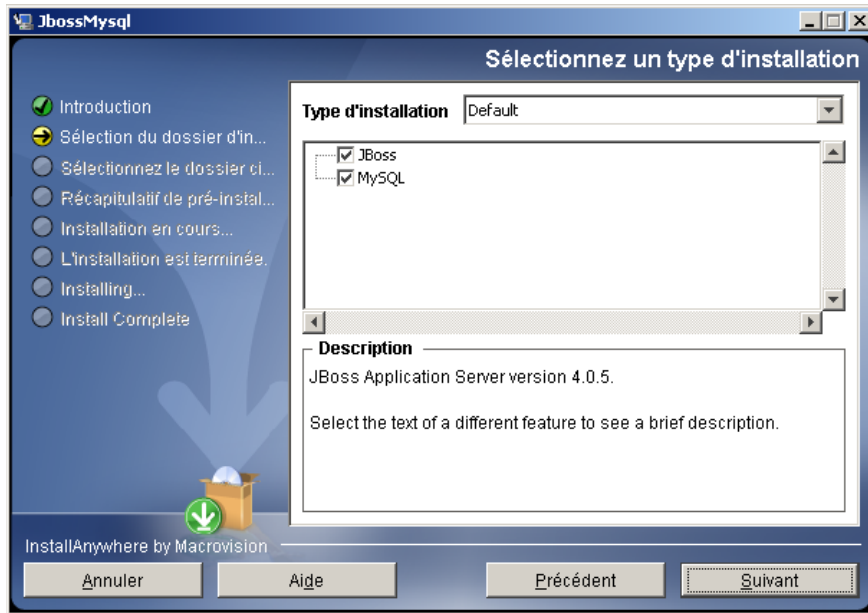 JbossMysql
Sélectionnez un type d'installation
Introduction
Sélection du dossier d'in...
Sélectionnez le dossier ci...
Récapitulatif de pré-instal...
Installation en cours...
L'installation est terminée.
Installing...
Install Complete
Type d'installation Default
JBoss
MySQL
Description
JBoss Application Server version 4.0.5.
Select the text of a different feature to see a brief description.
InstallAnywhere by Macrovision
Annuler Aide Précédent Suivant